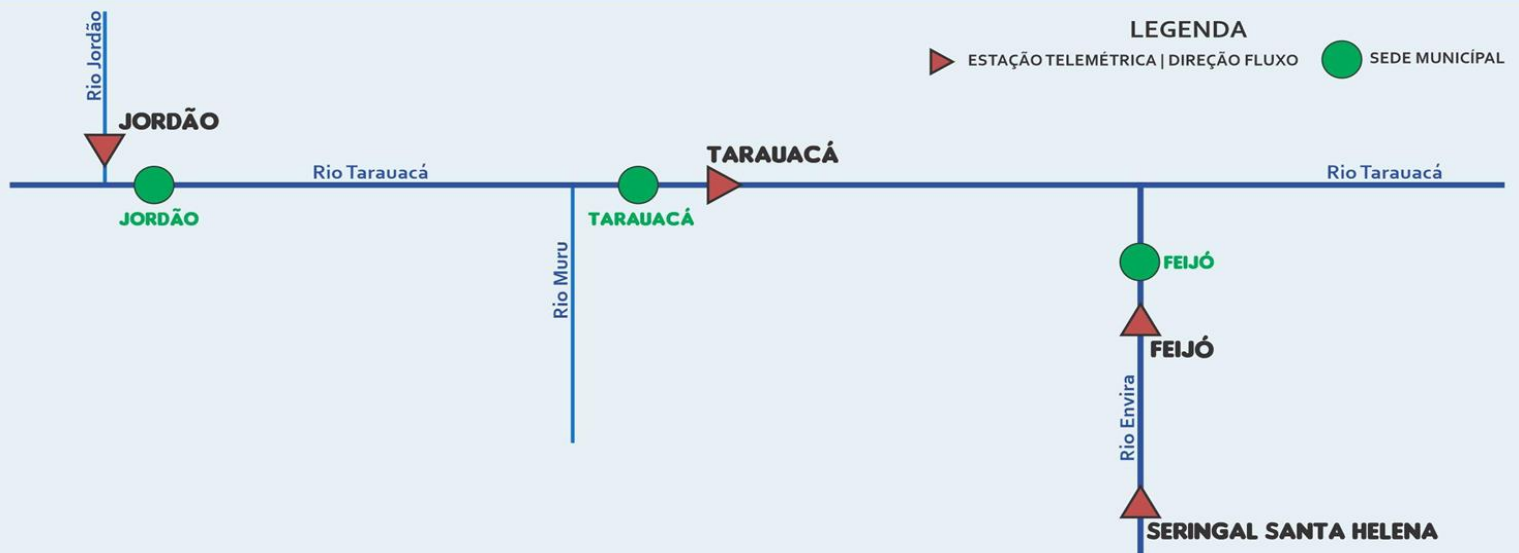 LEGENDA
ESTAÇÃO TELEMÉTRICA | DIREÇÃO FLUXO
SEDE MUNICÍPAL
Rio Jordão
JORDÃO
JORDÃO
Rio Tarauacá
Rio Muru
TARAUACÁ
TARAUACÁ
Rio Tarauacá
FEIJÓ
FEIJÓ
Rio Envira
SERINGAL SANTA HELENA